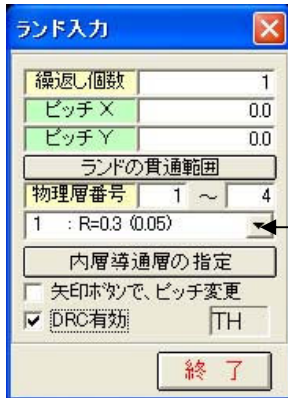 ランド入力
繰返し個数 1
ピッチX 0.0
ピッチY 0.0
ランドの貫通範囲
物理層番号 1 ～ 4
1 : R=0.3 (0.05)
内層導通層の指定
矢印ボタンで、ピッチ変更
DRC有効 TH
終 了